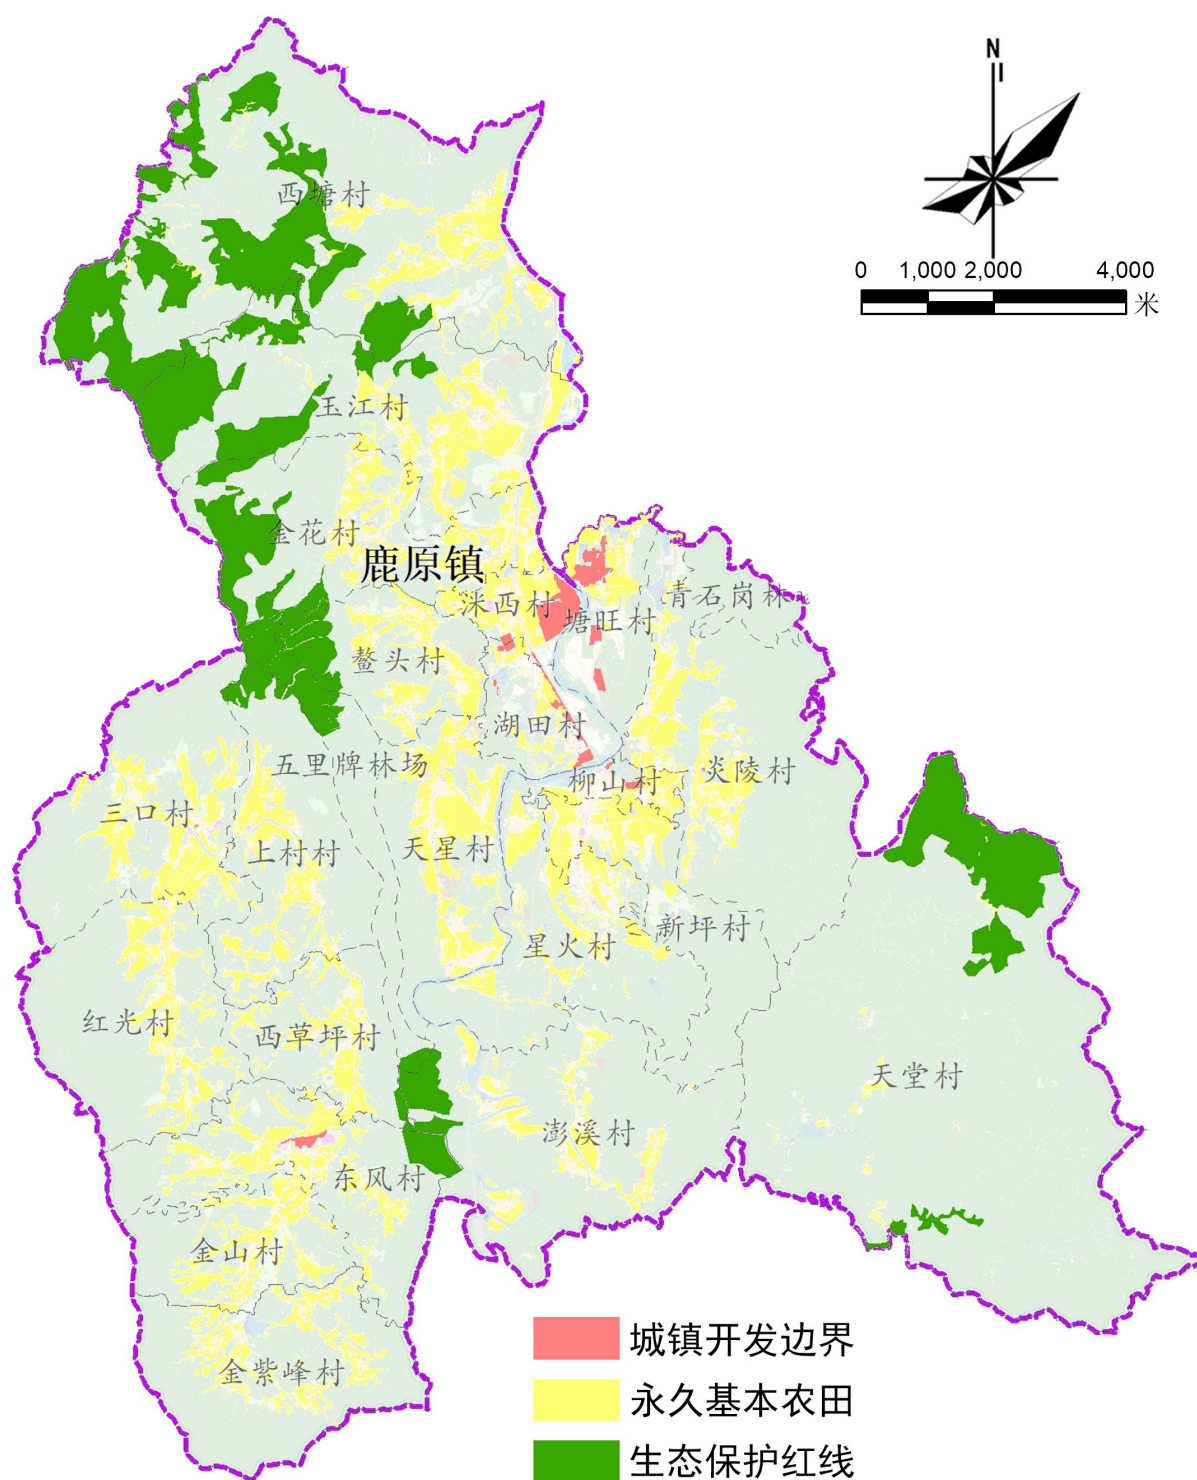 N
0 1,000 2,000 4,000
米
西塘村
玉江村
金花村
鹿原镇
洣西村
塘旺村
青石岗林
鳌头村
湖田村
五里牌林场
柳山村
炎陵村
三口村
上村村
天星村
星火村
新坪村
红光村
西草坪村
天堂村
澎溪村
东风村
金山村
金紫峰村
城镇开发边界
永久基本农田
生态保护红线